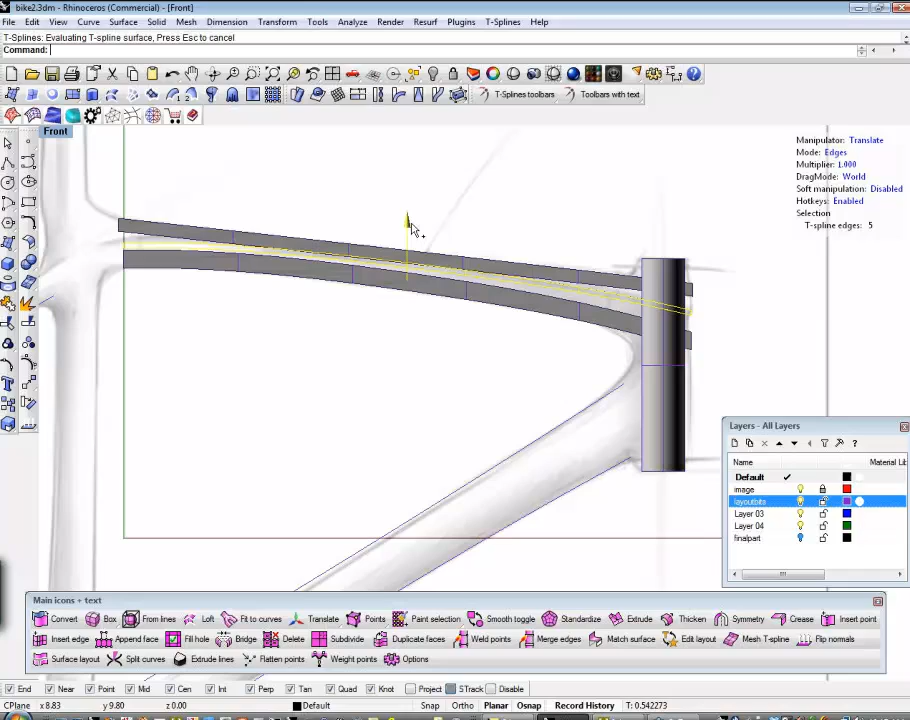 bike2.3dm - Rhinoceros (Commercial) - [Front]
File Edit View Curve Surface Solid Mesh Dimension Transform Tools Analyze Render Resurf Plugins T-Splines Help
T-Splines: Evaluating T-spline surface, Press Esc to cancel
Command:
T-Splines toolbars Toolbars with text
Front
Manipulator: Translate
Mode: Edges
Multiplier: 1.000
DragMode: World
Soft manipulation: Disabled
Hotkeys: Enabled
Selection
T-spline edges: 5
Layers - All Layers
Name Material Lib
Default
image
layoutbits
Layer 03
Layer 04
finalpart
Main icons + text
Convert Box From lines Loft Fit to curves Translate Points Paint selection Smooth toggle Standardize Extrude Thicken Symmetry Crease Insert point
Insert edge Append face Fill hole Bridge Delete Subdivide Duplicate faces Weld points Merge edges Match surface Edit layout Mesh T-spline Flip normals
Surface layout Split curves Extrude lines Flatten points Weight points Options
End Near Point Mid Cen Int Perp Tan Quad Knot Project STrack Disable
CPlane x 8.83 y 9.80 z 0.00 Default Snap Ortho Planar Osnap Record History T: 0.542273